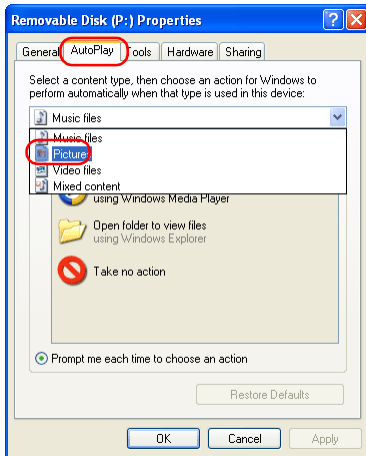 Removable Disk (P:) Properties
General AutoPlay Tools Hardware Sharing
Select a content type, then choose an action for Windows to
perform automatically when that type is used in this device:
Music files
Music files
Pictures
Video files
Mixed content
using Windows Media Player
Open folder to view files
using Windows Explorer
Take no action
Prompt me each time to choose an action
Restore Defaults
OK Cancel Apply